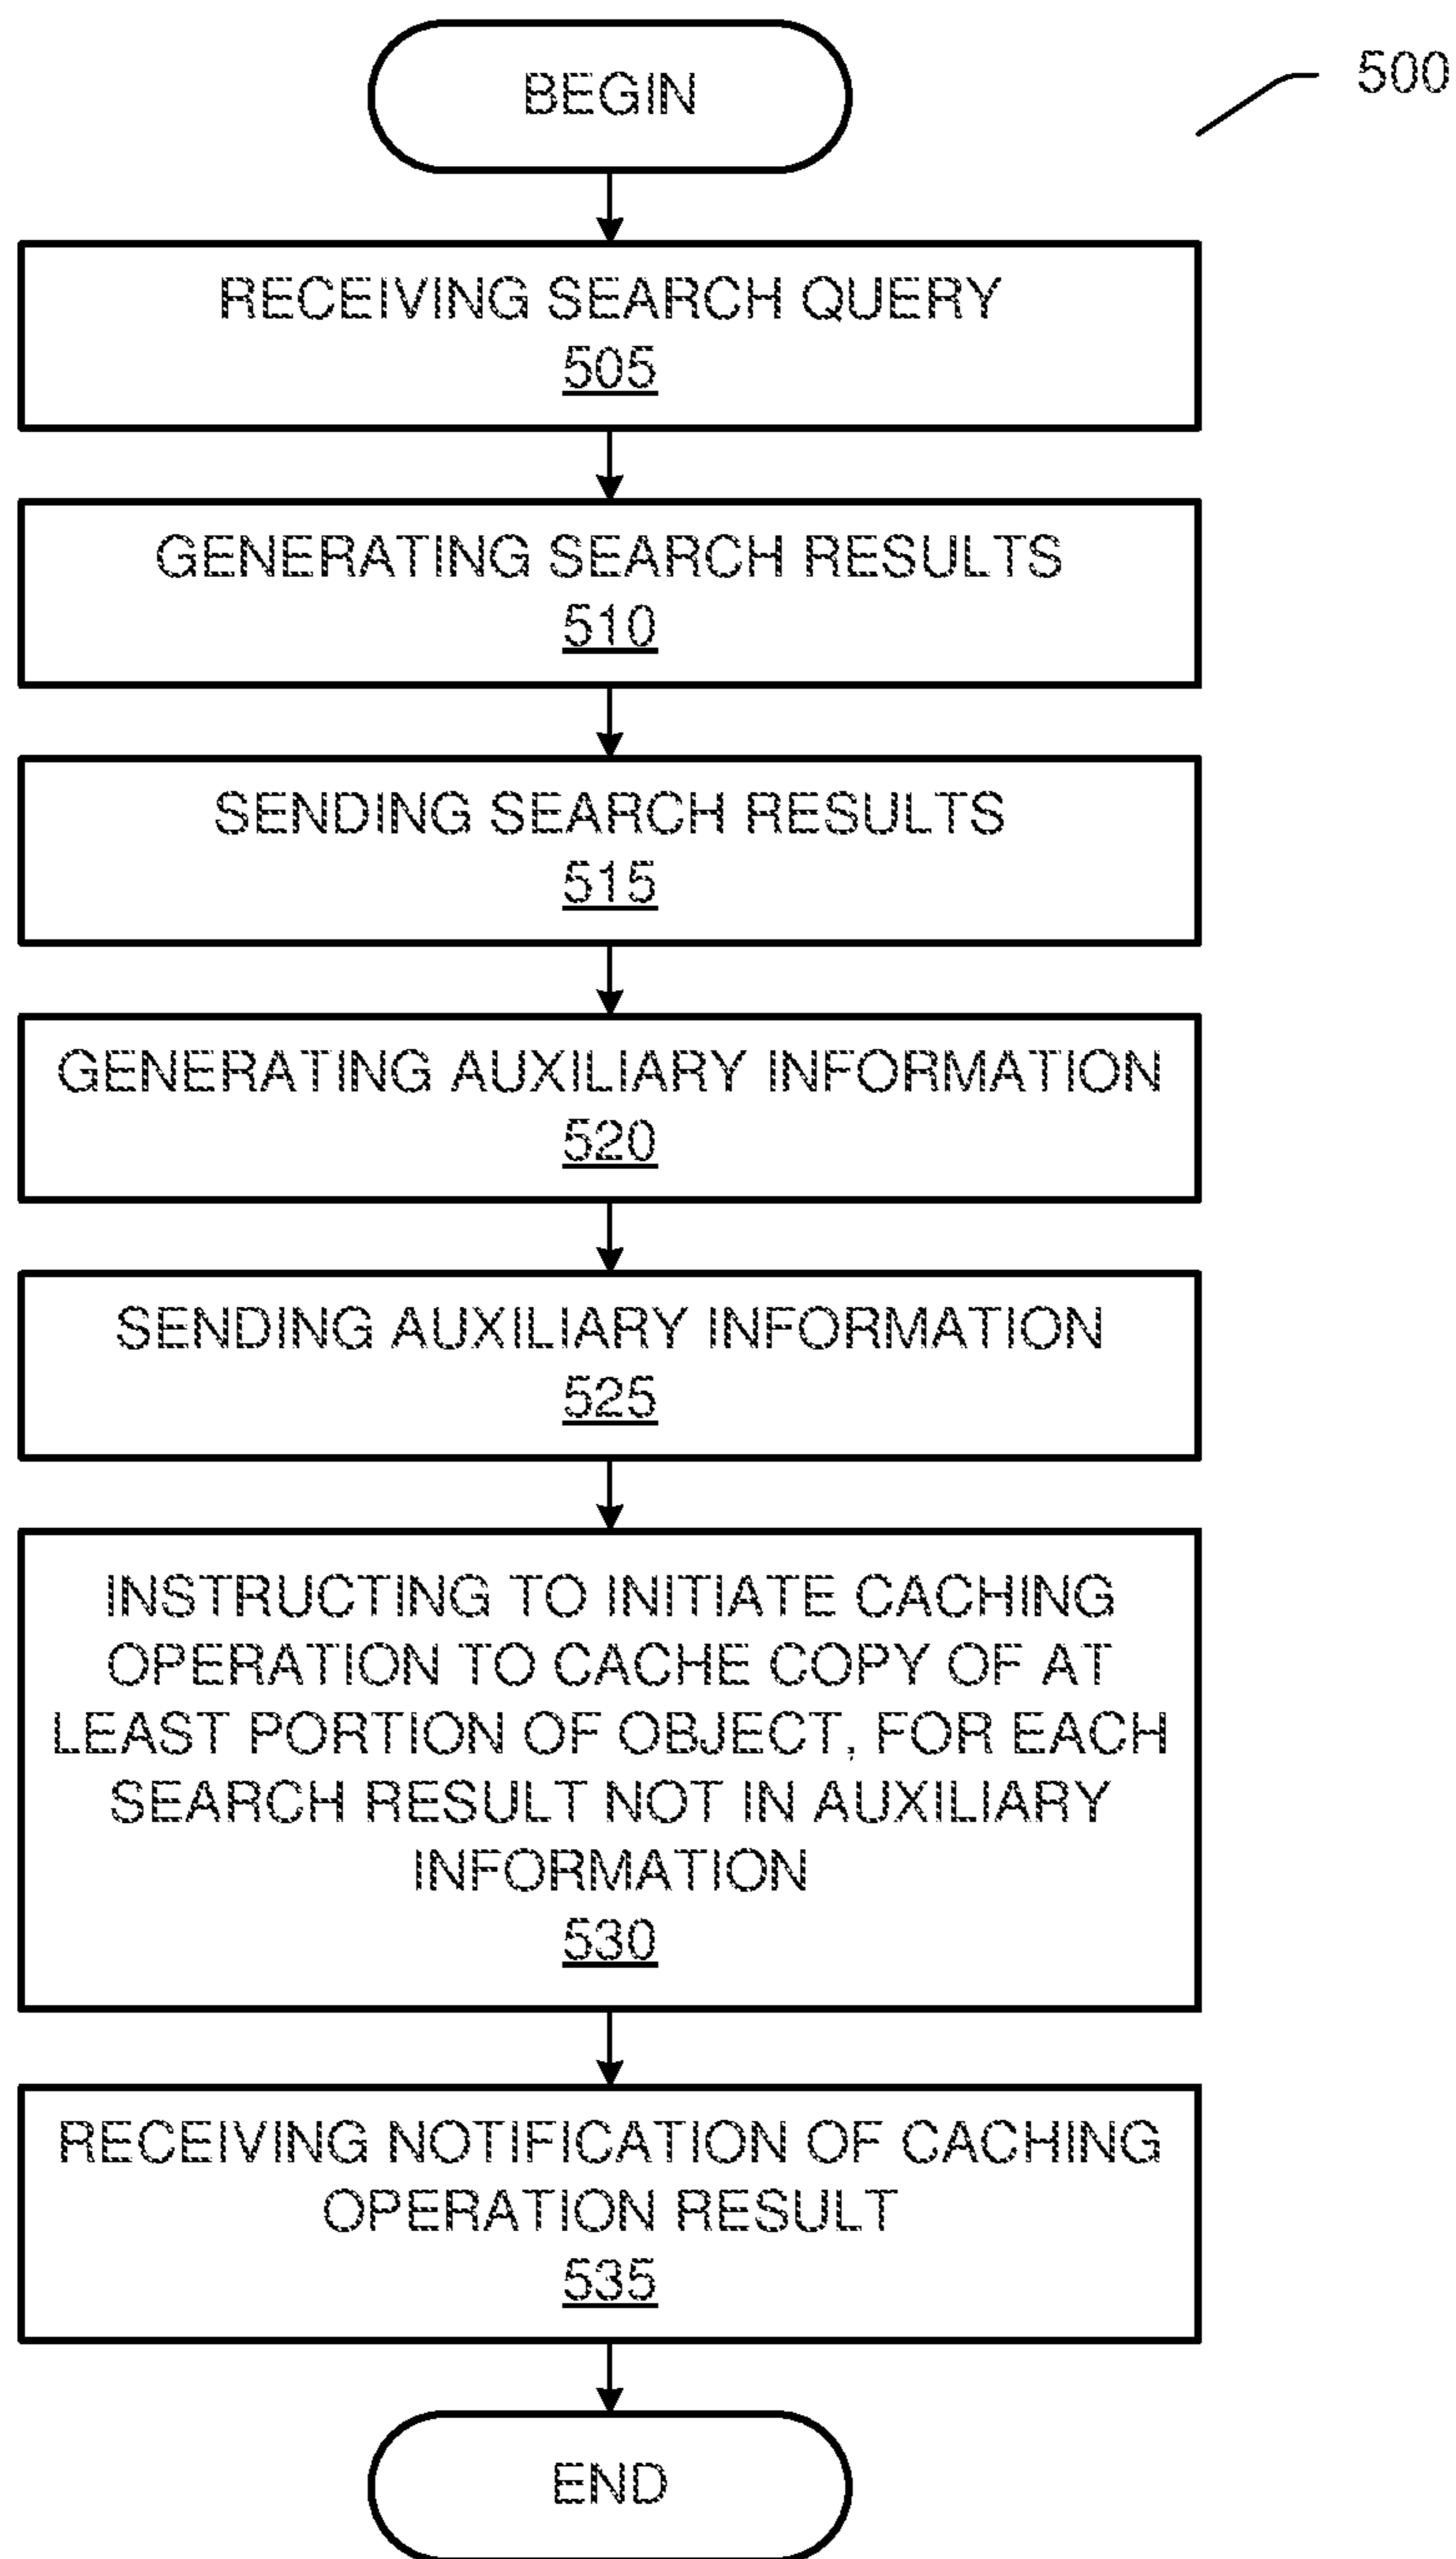 BEGIN
500
RECEIVING SEARCH QUERY
505
GENERATING SEARCH RESULTS
510
SENDING SEARCH RESULTS
515
GENERATING AUXILIARY INFORMATION
520
SENDING AUXILIARY INFORMATION
525
INSTRUCTING TO INITIATE CACHING
OPERATION TO CACHE COPY OF AT
LEAST PORTION OF OBJECT, FOR EACH
SEARCH RESULT NOT IN AUXILIARY
INFORMATION
530
RECEIVING NOTIFICATION OF CACHING
OPERATION RESULT
535
END